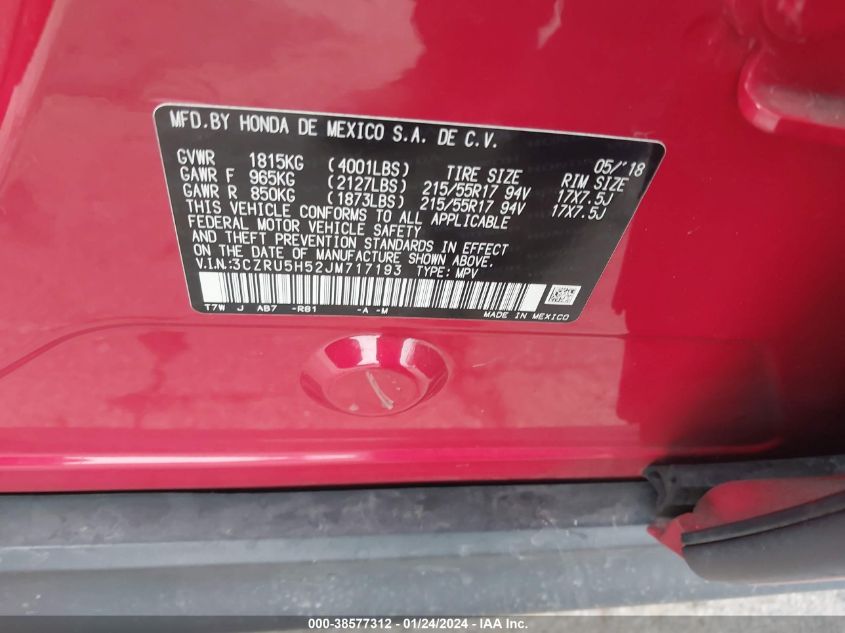 MFD.BY HONDA DE MEXICO S.A. DE C.V.
05/'18
GVWR 1815KG (4001LBS) TIRE SIZE RIM SIZE
GAWR F 965KG (2127LBS) 215/55R17 94V 17X7.5J
GAWR R 850KG (1873LBS) 215/55R17 94V 17X7.5J
THIS VEHICLE CONFORMS TO ALL APPLICABLE
FEDERAL MOTOR VEHICLE SAFETY
AND THEFT PREVENTION STANDARDS IN EFFECT
ON THE DATE OF MANUFACTURE SHOWN ABOVE.
V.I.N:3CZRU5H52JM717193 TYPE: MPV
T7W J AB7 -R81 -A -M
MADE IN MEXICO
000-38577312 - 01/24/2024 - IAA Inc.